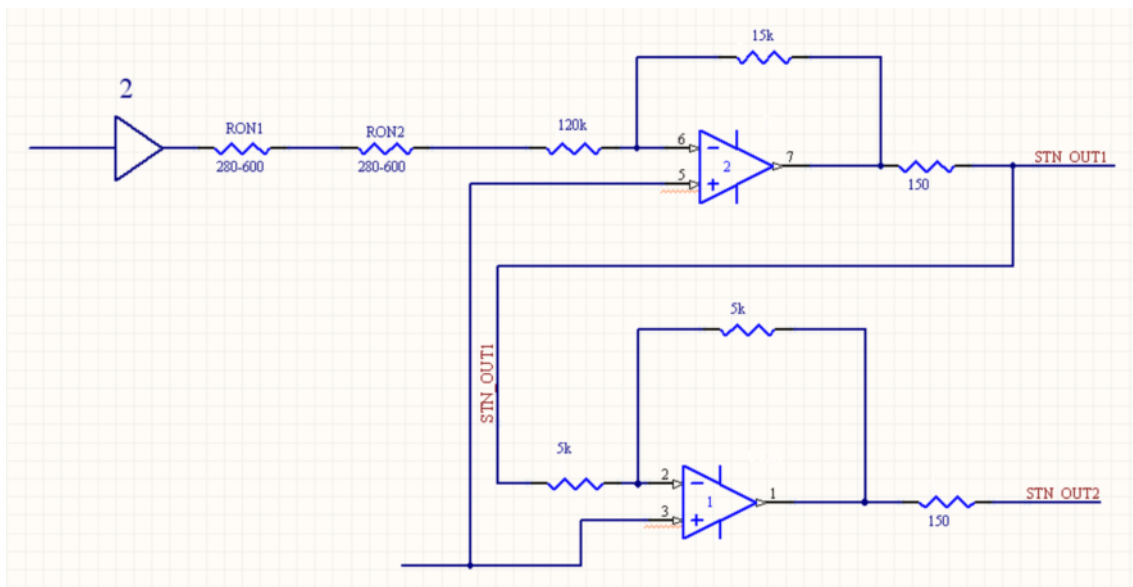 15k
2
RON1
280-600
RON2
280-600
120k
6
5
2
7
150
STN_OUT1
5k
STN_OUT1
5k
2
3
1
1
150
STN_OUT2